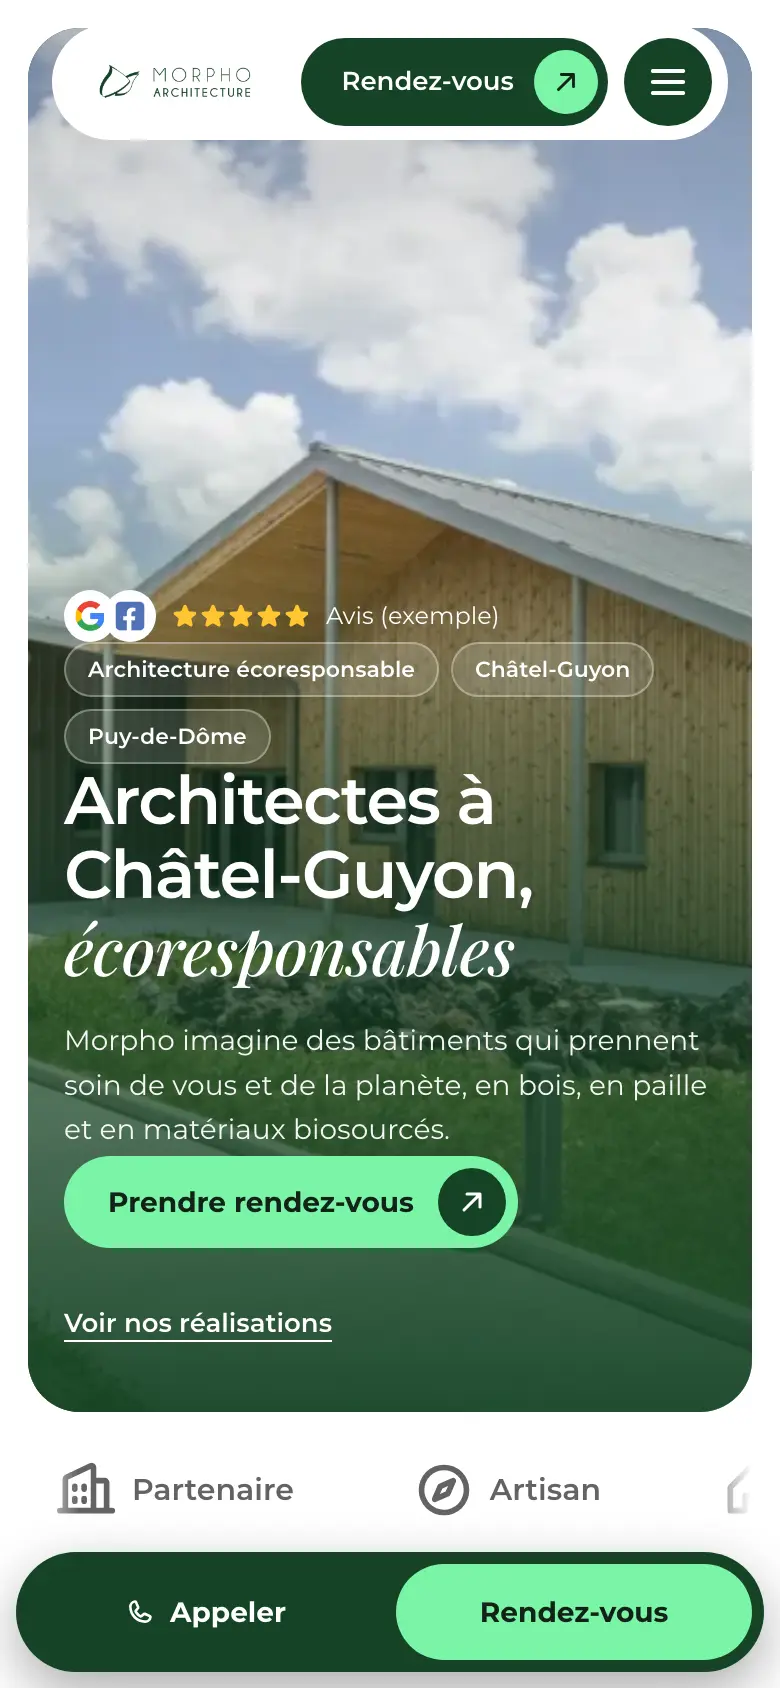 MORPHO
ARCHITECTURE
Rendez-vous
Avis (exemple)
Architecture écoresponsable
Châtel-Guyon
Puy-de-Dôme
Architectes à
Châtel-Guyon,
écoresponsables
Morpho imagine des bâtiments qui prennent
soin de vous et de la planète, en bois, en paille
et en matériaux biosourcés.
Prendre rendez-vous
Voir nos réalisations
Partenaire
Artisan
Appeler
Rendez-vous